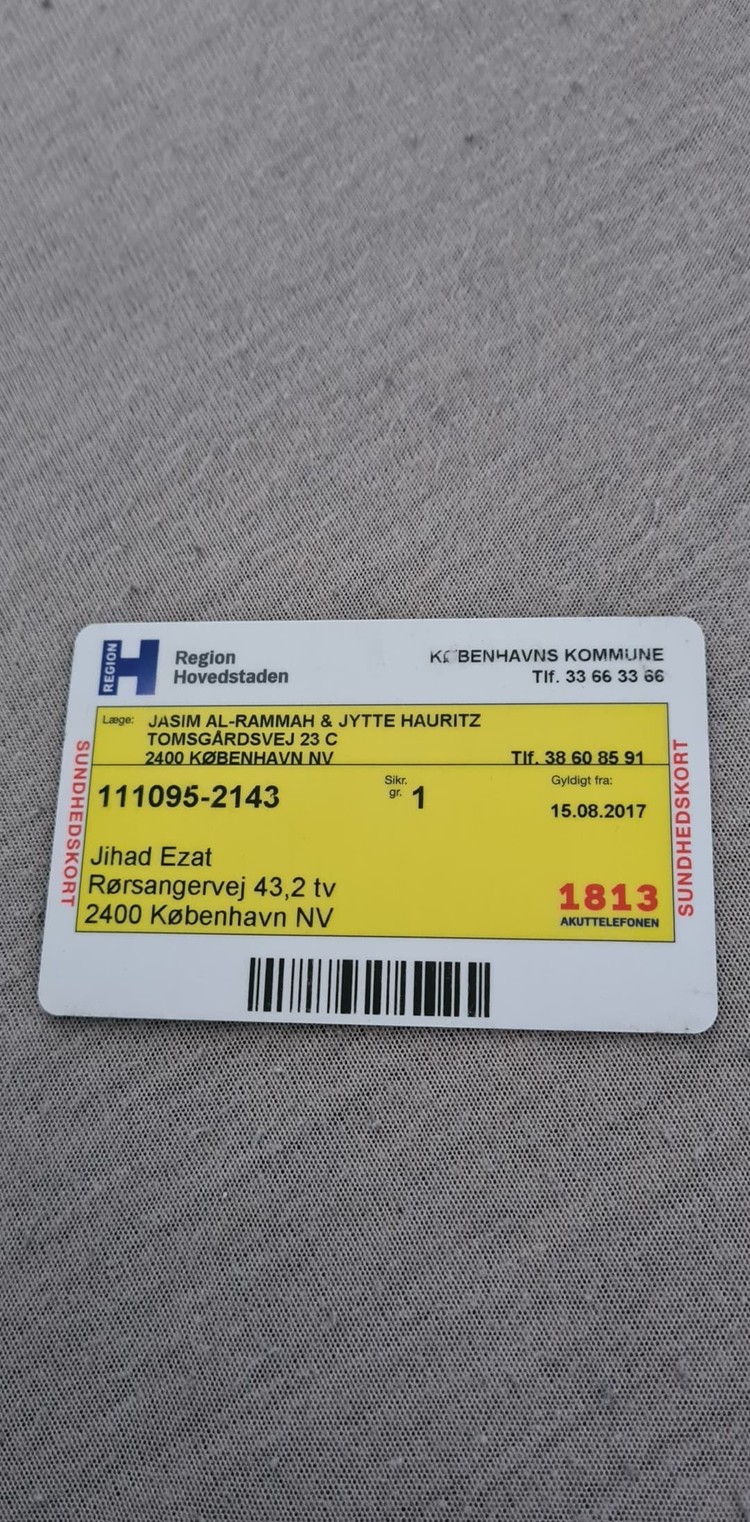 REGION
Region
Hovedstaden
KØBENHAVNS KOMMUNE
Tlf. 33 66 33 66
Læge: JASIM AL-RAMMAH & JYTTE HAURITZ
TOMSGÅRDSVEJ 23 C
2400 KØBENHAVN NV Tlf. 38 60 85 91
111095-2143
Sikr. gr. 1
Gyldigt fra:
15.08.2017
Jihad Ezat
Rørsangervej 43,2 tv
2400 København NV
1813
AKUTTELEFONEN
SUNDHEDSKORT
SUNDHEDSKORT